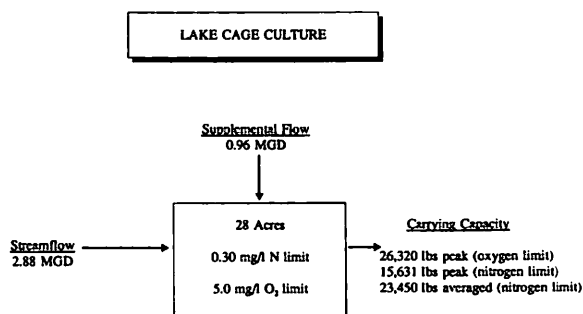 LAKE CAGE CULTURE
Supplemental Flow
0.96 MGD
Streamflow
2.88 MGD
28 Acres
0.30 mg/l N limit
5.0 mg/l O₂ limit
Carrying Capacity
26,320 lbs peak (oxygen limit)
15,631 lbs peak (nitrogen limit)
23,450 lbs averaged (nitrogen limit)